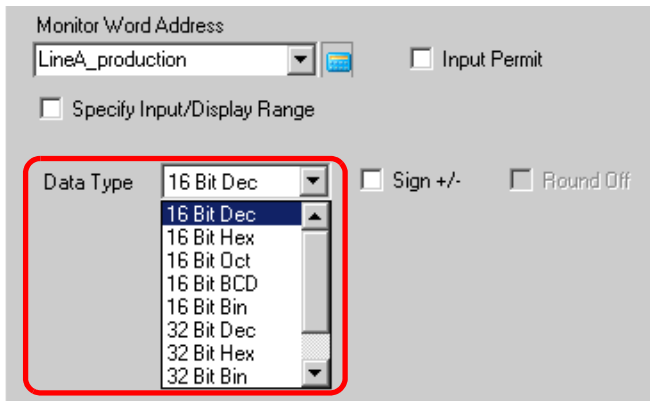 Monitor Word Address
LineA_production
Input Permit
Specify Input/Display Range
Data Type 16 Bit Dec Sign +/- Round Off
16 Bit Dec
16 Bit Hex
16 Bit Oct
16 Bit BCD
16 Bit Bin
32 Bit Dec
32 Bit Hex
32 Bit Bin